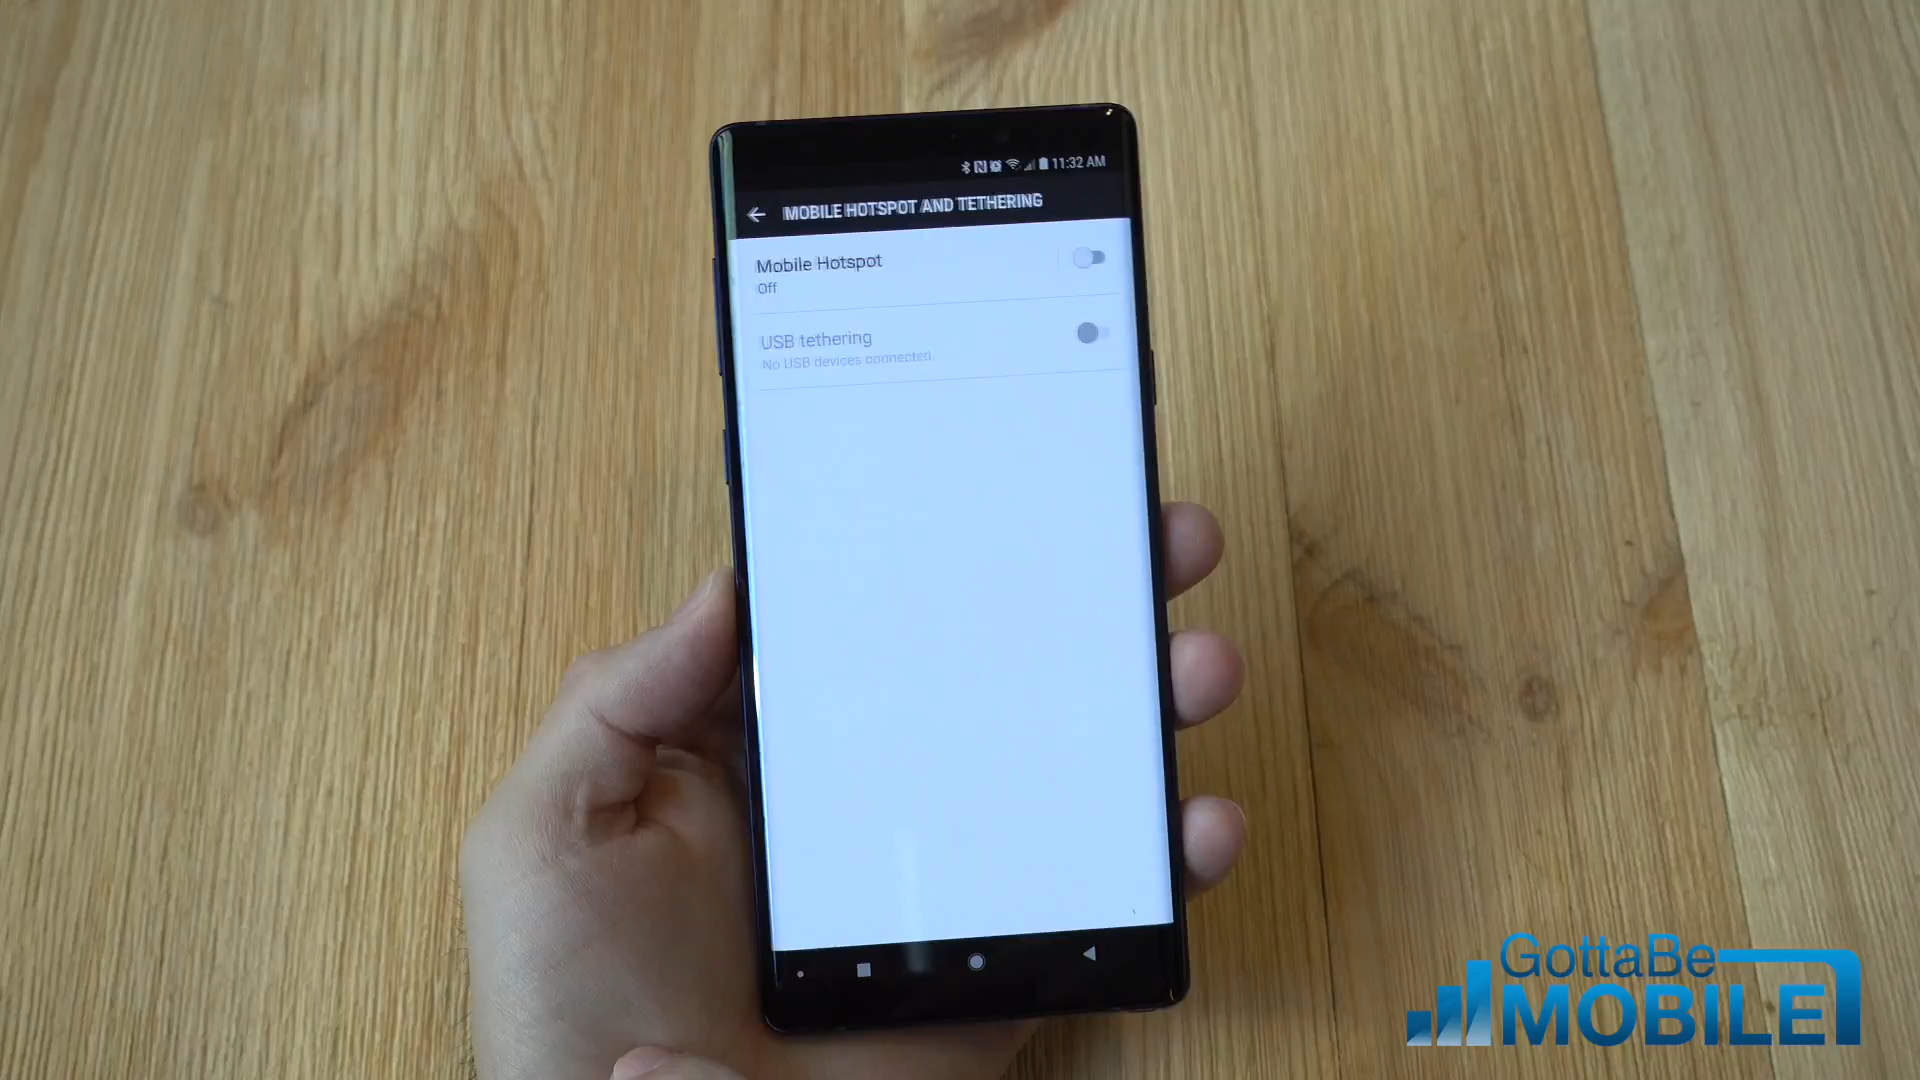 11:32 AM
MOBILE HOTSPOT AND TETHERING
Mobile Hotspot
Off
USB tethering
No USB devices connected.
GottaBe
MOBILE